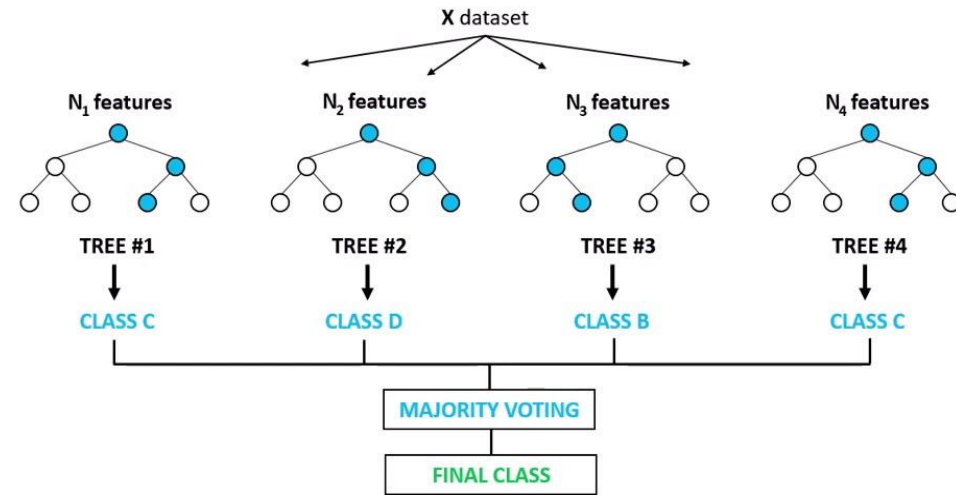 X dataset
N₁ features
N₂ features
N₃ features
N₄ features
TREE #1
TREE #2
TREE #3
TREE #4
CLASS C
CLASS D
CLASS B
CLASS C
MAJORITY VOTING
FINAL CLASS